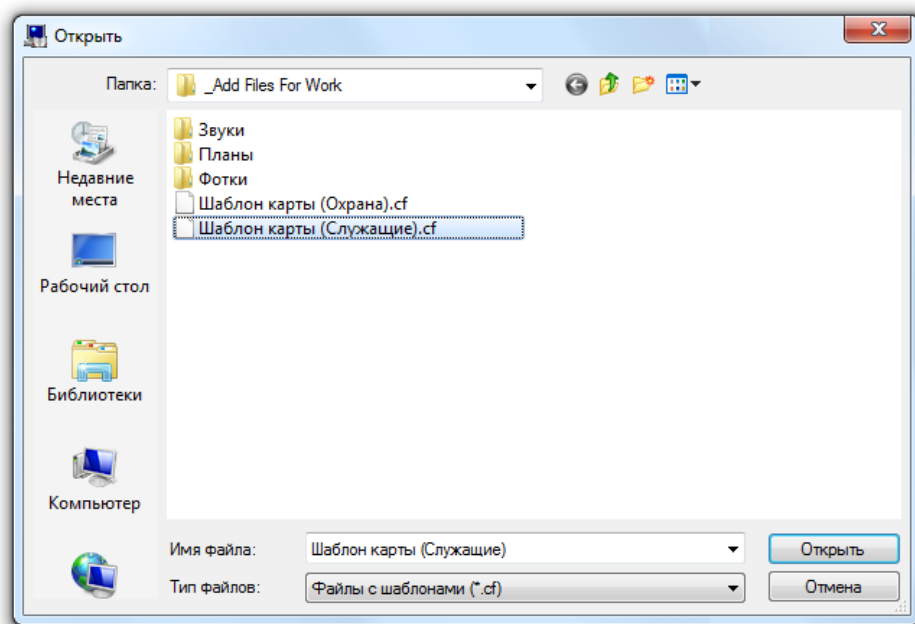 Открыть
Папка: _Add Files For Work
Звуки
Планы
Фотки
Шаблон карты (Охрана).cf
Шаблон карты (Служащие).cf
Недавние
места
Рабочий стол
Библиотеки
Компьютер
Имя файла: Шаблон карты (Служащие) Открыть
Тип файлов: Файлы с шаблонами (*.cf) Отмена